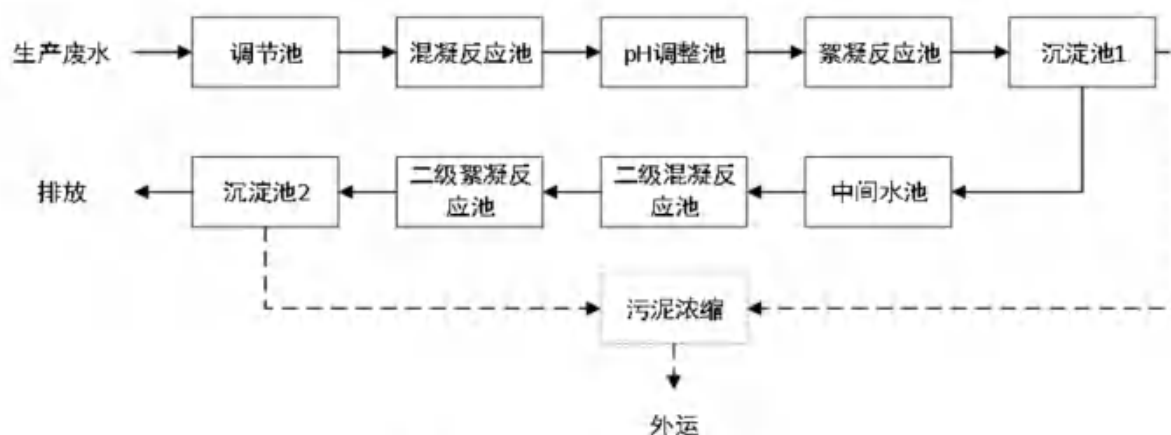 生产废水
调节池
混凝反应池
pH调整池
絮凝反应池
沉淀池1
排放
沉淀池2
二级絮凝反
应池
二级混凝反
应池
中间水池
污泥浓缩
外运